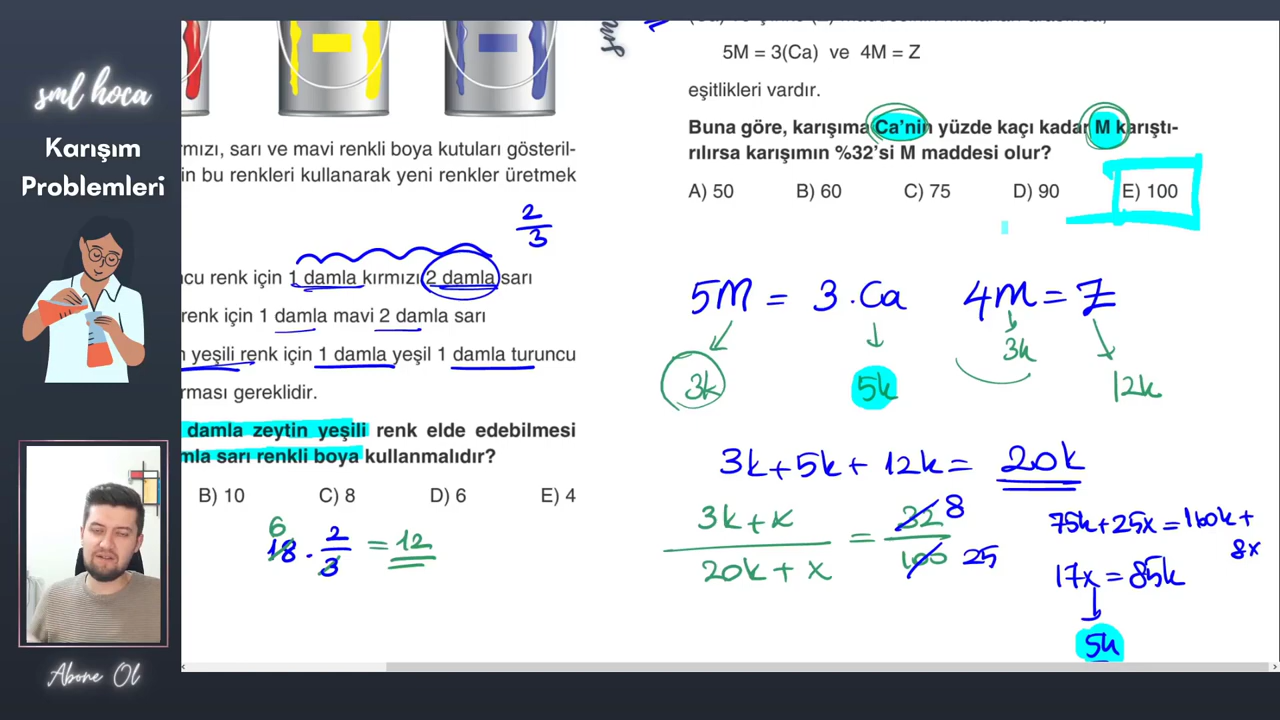 sml hoca
Karışım
Problemleri
Abone Ol
mızı, sarı ve mavi renkli boya kutuları gösteril-
in bu renkleri kullanarak yeni renkler üretmek
2
3
cu renk için 1 damla kırmızı 2 damla sarı
renk için 1 damla mavi 2 damla sarı
yeşili renk için 1 damla yeşil 1 damla turuncu
ması gereklidir.
damla zeytin yeşili renk elde edebilmesi
mla sarı renkli boya kullanmalıdır?
B) 10 C) 8 D) 6 E) 4
6
18 · 2/3 = 12
5M = 3(Ca) ve 4M = Z
eşitlikleri vardır.
Buna göre, karışıma Ca'nin yüzde kaçı kadar M karıştı-
rılırsa karışımın %32'si M maddesi olur?
A) 50 B) 60 C) 75 D) 90 E) 100
5M = 3.Ca 4m = Z
3k 5k 3k 12k
3k+5k+12k= 20k
3k+x / 20k+x = 32 8 / 100 25
75k+25x=160k+
8x
17x=85k
5k